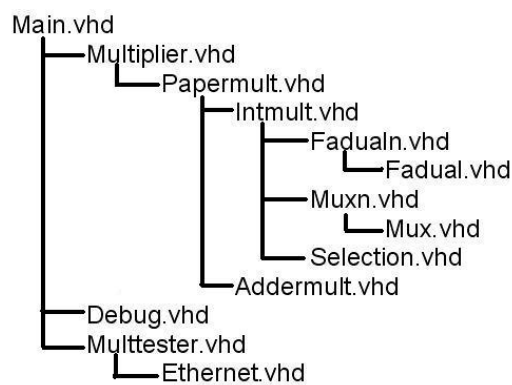 Main.vhd
Multiplier.vhd
Papermult.vhd
Intmult.vhd
Fadualn.vhd
Fadual.vhd
Muxn.vhd
Mux.vhd
Selection.vhd
Addermult.vhd
Debug.vhd
Multtester.vhd
Ethernet.vhd